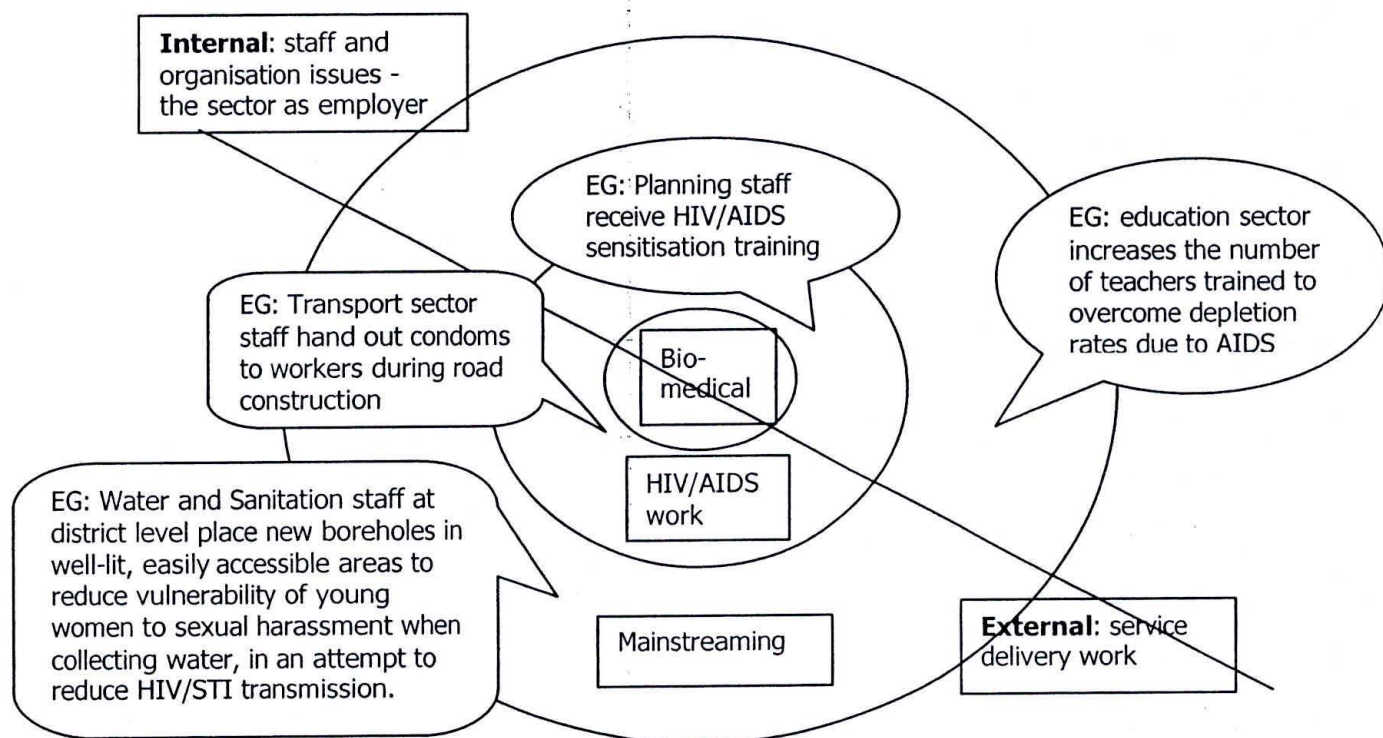 Internal: staff and
organisation issues -
the sector as employer
EG: Planning staff
receive HIV/AIDS
sensitisation training
EG: education sector
increases the number
of teachers trained to
overcome depletion
rates due to AIDS
EG: Transport sector
staff hand out condoms
to workers during road
construction
Bio-
medical
HIV/AIDS
work
EG: Water and Sanitation staff at
district level place new boreholes in
well-lit, easily accessible areas to
reduce vulnerability of young
women to sexual harassment when
collecting water, in an attempt to
reduce HIV/STI transmission.
Mainstreaming
External: service
delivery work